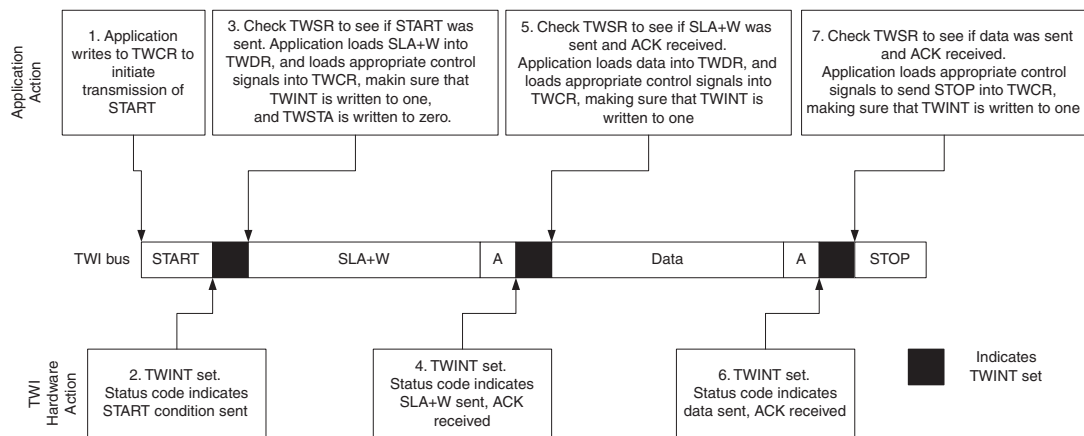 Application
Action
1. Application
writes to TWCR to
initiate
transmission of
START
3. Check TWSR to see if START was
sent. Application loads SLA+W into
TWDR, and loads appropriate control
signals into TWCR, makin sure that
TWINT is written to one,
and TWSTA is written to zero.
5. Check TWSR to see if SLA+W was
sent and ACK received.
Application loads data into TWDR, and
loads appropriate control signals into
TWCR, making sure that TWINT is
written to one
7. Check TWSR to see if data was sent
and ACK received.
Application loads appropriate control
signals to send STOP into TWCR,
making sure that TWINT is written to one
TWI bus
START
SLA+W
A
Data
A
STOP
TWI
Hardware
Action
2. TWINT set.
Status code indicates
START condition sent
4. TWINT set.
Status code indicates
SLA+W sent, ACK
received
6. TWINT set.
Status code indicates
data sent, ACK received
Indicates
TWINT set